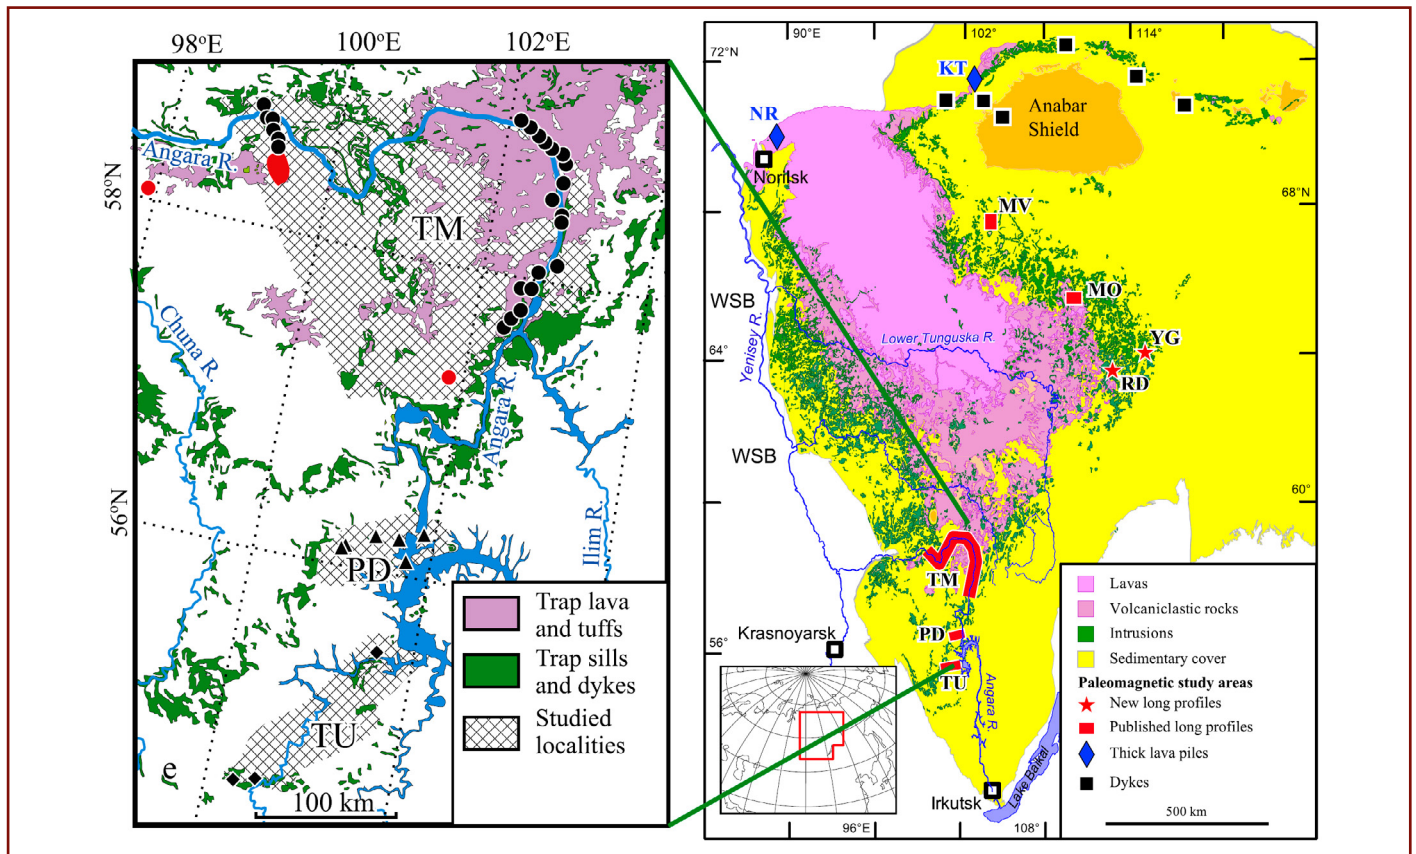 98°E
100°E
102°E
58°N
56°N
Angara R.
TM
Chuna R.
Angara R.
Ilim R.
PD
TU
e
100 km
Trap lava
and tuffs
Trap sills
and dykes
Studied
localities
90°E
102°
114°
72°N
KT
NR
Anabar
Shield
Norilsk
68°N
MV
WSB
MO
Yenisey R.
Lower Tunguska R.
YG
64°
RD
WSB
60°
TM
Krasnoyarsk
PD
56°
TU
Angara R.
Irkutsk
Lake Baikal
96°E
108°
Lavas
Volcaniclastic rocks
Intrusions
Sedimentary cover
Paleomagnetic study areas
New long profiles
Published long profiles
Thick lava piles
Dykes
500 km